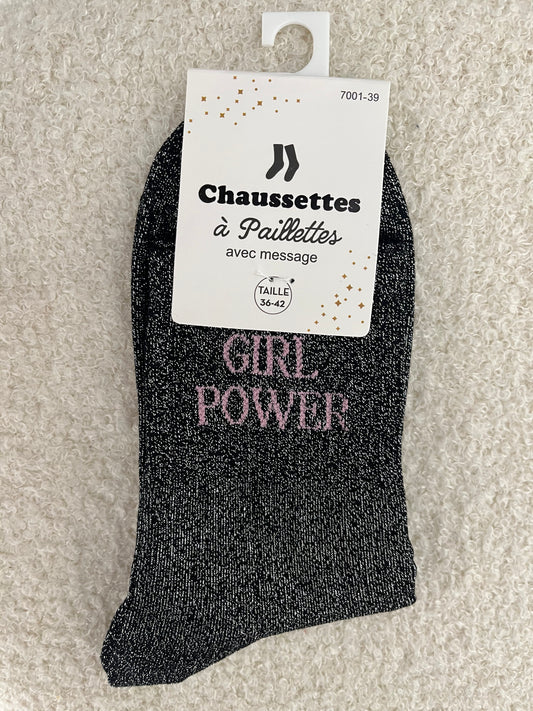 7001-39
Chaussettes
à Paillettes
avec message
TAILLE
36-42
GIRL
POWER